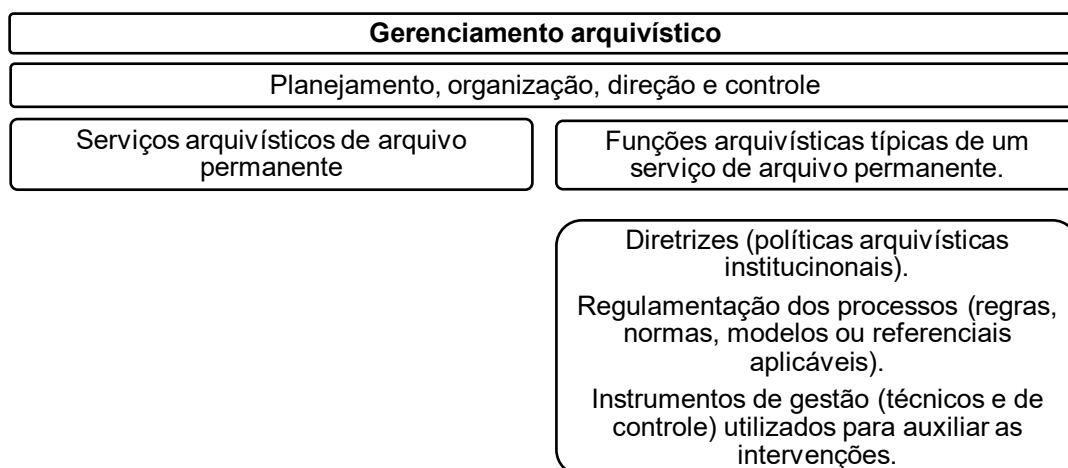 Gerenciamento arquivístico
Planejamento, organização, direção e controle
Serviços arquivísticos de arquivo
permanente
Funções arquivísticas típicas de um
serviço de arquivo permanente.
Diretrizes (políticas arquivísticas
institucinonais).
Regulamentação dos processos (regras,
normas, modelos ou referenciais
aplicáveis).
Instrumentos de gestão (técnicos e de
controle) utilizados para auxiliar as
intervenções.